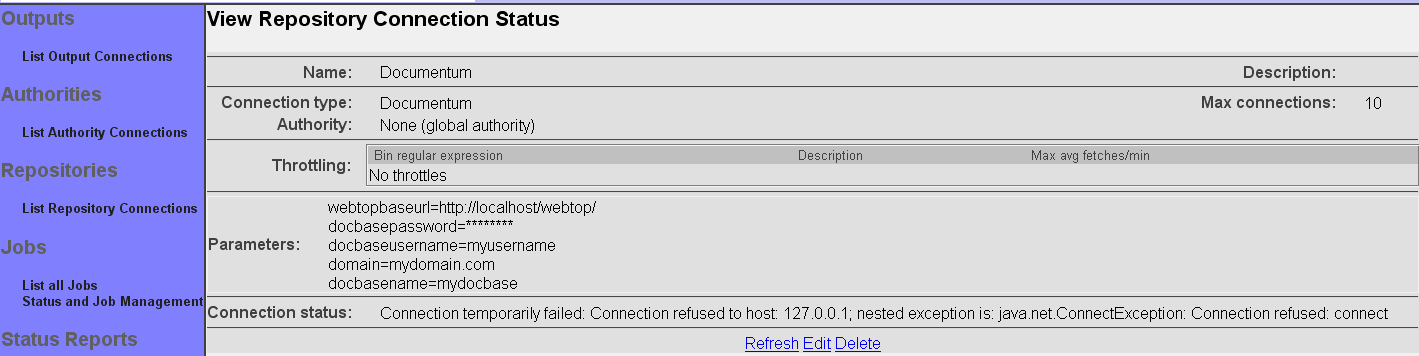 Outputs
List Output Connections
Authorities
List Authority Connections
Repositories
List Repository Connections
Jobs
List all Jobs
Status and Job Management
Status Reports
View Repository Connection Status
Name: Documentum Description:
Connection type: Documentum Max connections: 10
Authority: None (global authority)
Throttling:
Bin regular expression Description Max avg fetches/min
No throttles
Parameters:
webtopbaseurl=http://localhost/webtop/
docbasepassword=********
docbaseusername=myusername
domain=mydomain.com
docbasename=mydocbase
Connection status: Connection temporarily failed: Connection refused to host: 127.0.0.1; nested exception is: java.net.ConnectException: Connection refused: connect
Refresh Edit Delete